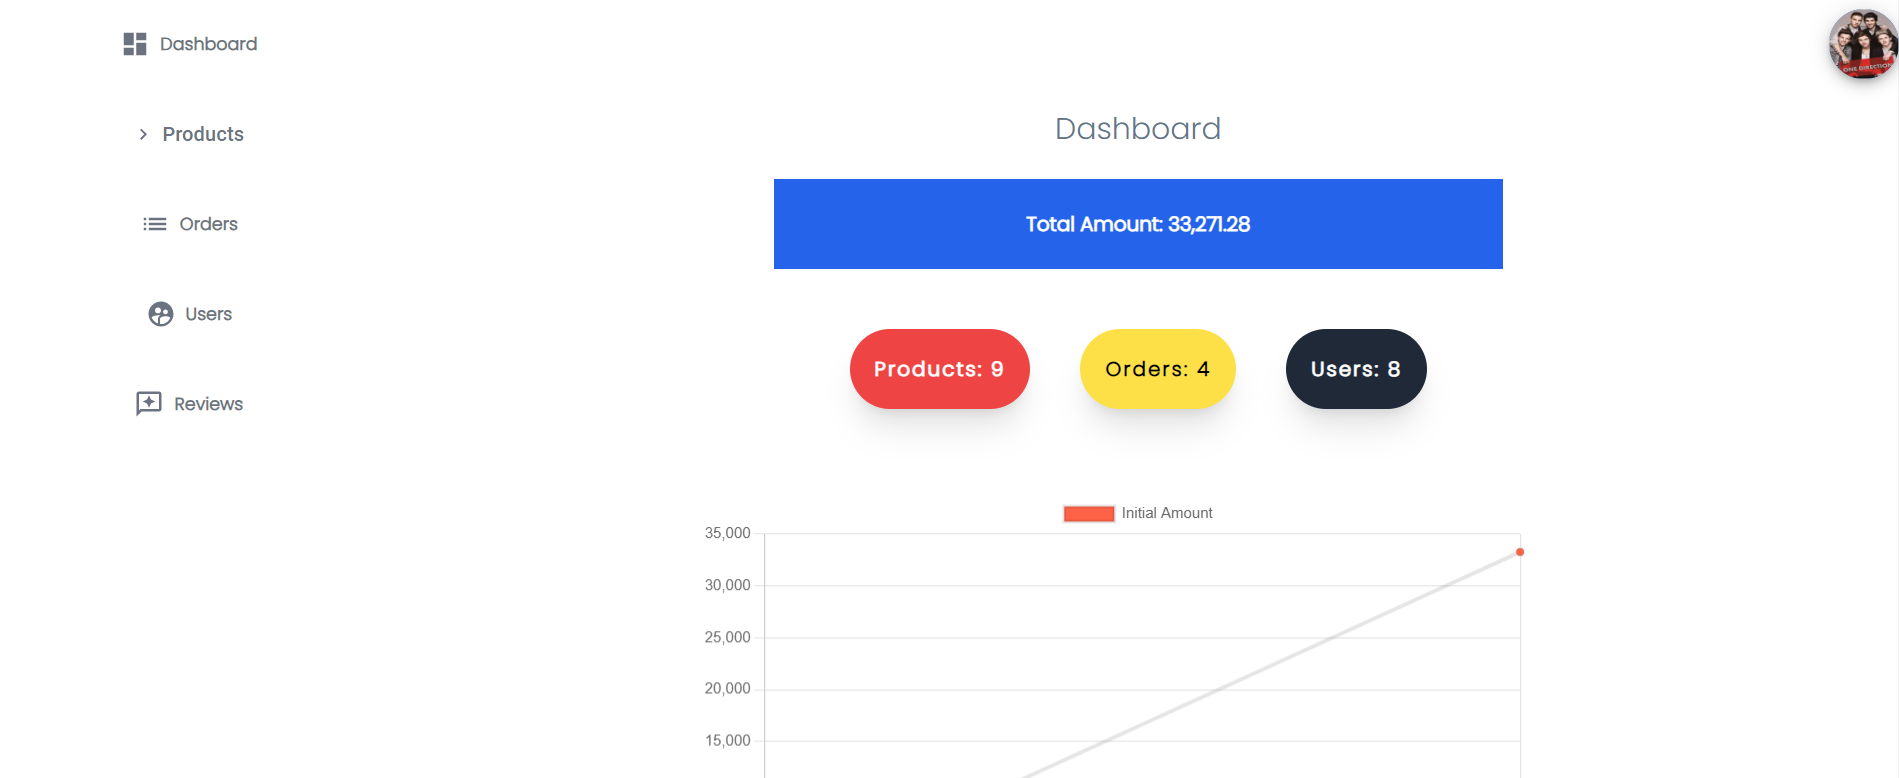 Dashboard
Products
Orders
Users
Reviews
ONE DIRECTION
Dashboard
Total Amount: 33,271.28
Products: 9
Orders: 4
Users: 8
Initial Amount
35,000
30,000
25,000
20,000
15,000